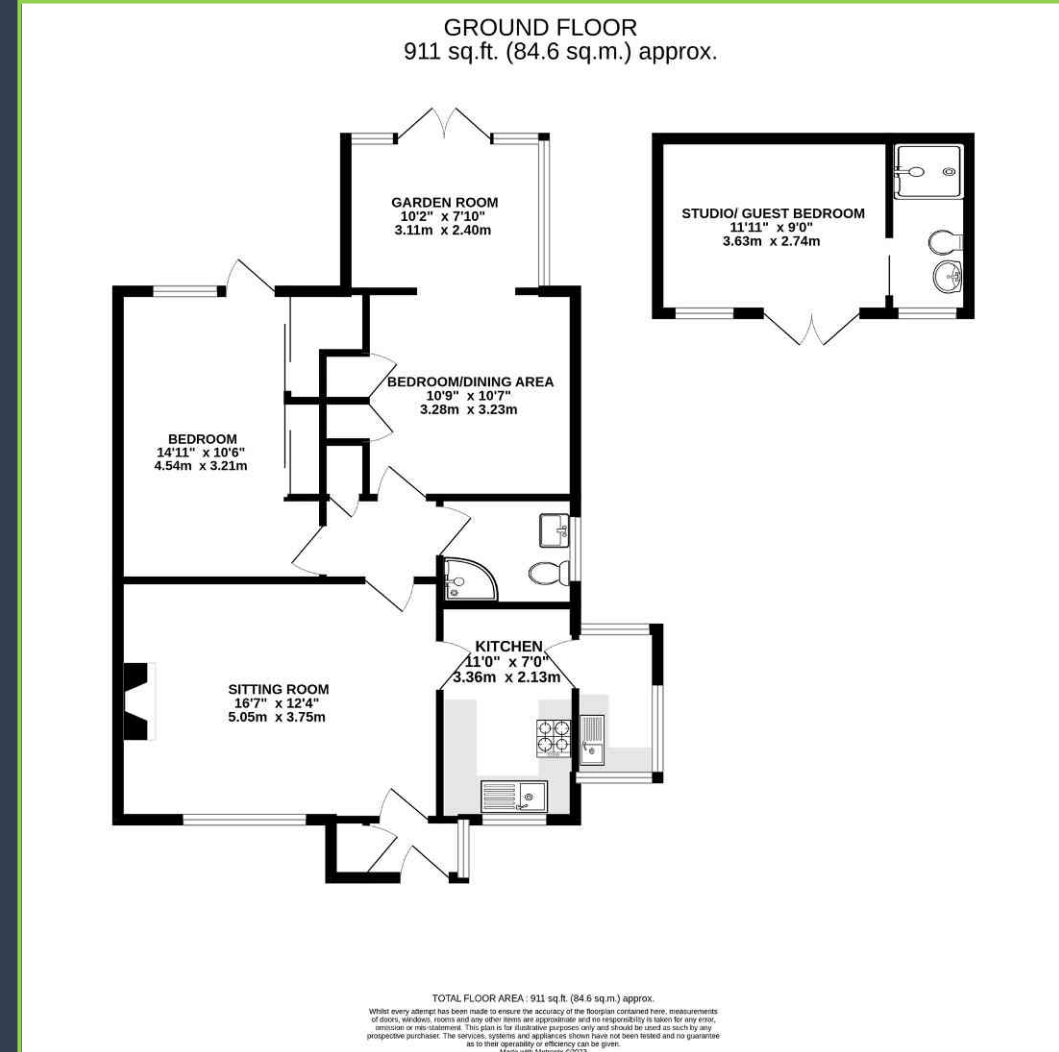 GROUND FLOOR
911 sq.ft. (84.6 sq.m.) approx.
GARDEN ROOM
10'2" x 7'10"
3.11m x 2.40m
STUDIO/ GUEST BEDROOM
11'11" x 9'0"
3.63m x 2.74m
BEDROOM/DINING AREA
10'9" x 10'7"
3.28m x 3.23m
BEDROOM
14'11" x 10'6"
4.54m x 3.21m
KITCHEN
11'0" x 7'0"
3.36m x 2.13m
SITTING ROOM
16'7" x 12'4"
5.05m x 3.75m
TOTAL FLOOR AREA : 911 sq.ft. (84.6 sq.m.) approx.
Whilst every attempt has been made to ensure the accuracy of the floorplan contained here, measurements
of doors, windows, rooms and any other items are approximate and no responsibility is taken for any error,
omission or mis-statement. This plan is for illustrative purposes only and should be used as such by any
prospective purchaser. The services, systems and appliances shown have not been tested and no guarantee
as to their operability or efficiency can be given.
Made with Metropix ©2023